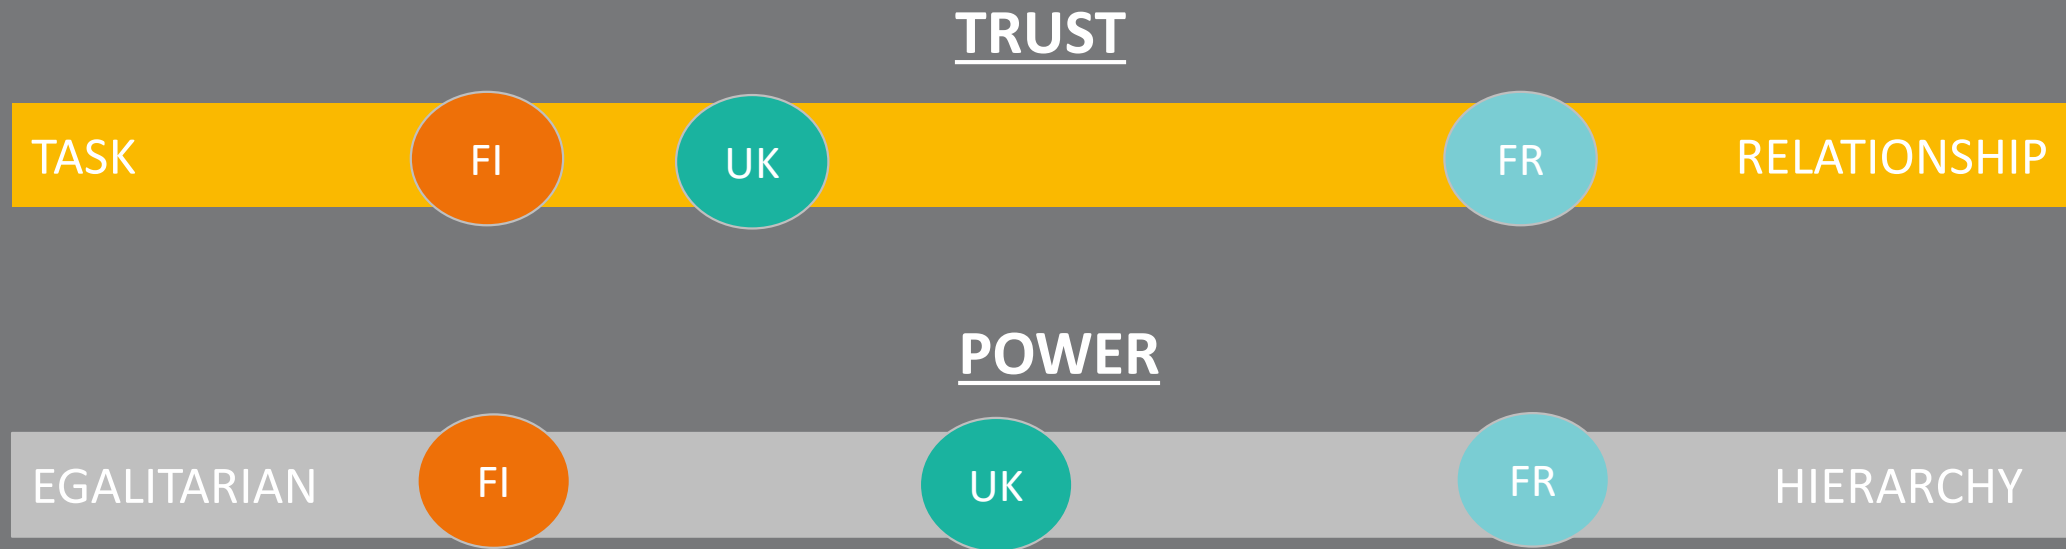 TRUST
TASK FI UK FR RELATIONSHIP
POWER
EGALITARIAN FI UK FR HIERARCHY